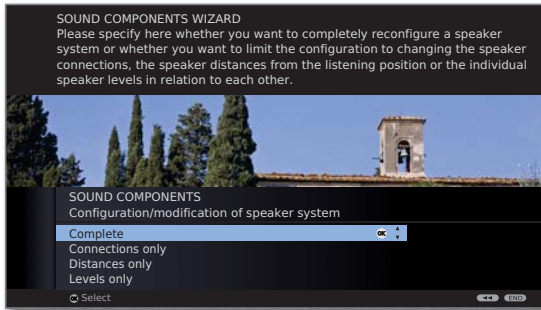 SOUND COMPONENTS WIZARD
Please specify here whether you want to completely reconfigure a speaker
system or whether you want to limit the configuration to changing the speaker
connections, the speaker distances from the listening position or the individual
speaker levels in relation to each other.
SOUND COMPONENTS
Configuration/modification of speaker system
Complete OK
Connections only
Distances only
Levels only
OK Select END